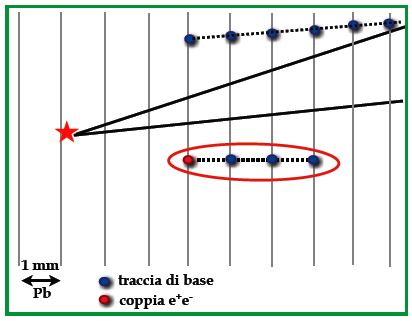 1 mm
Pb
traccia di base
coppia e⁺e⁻